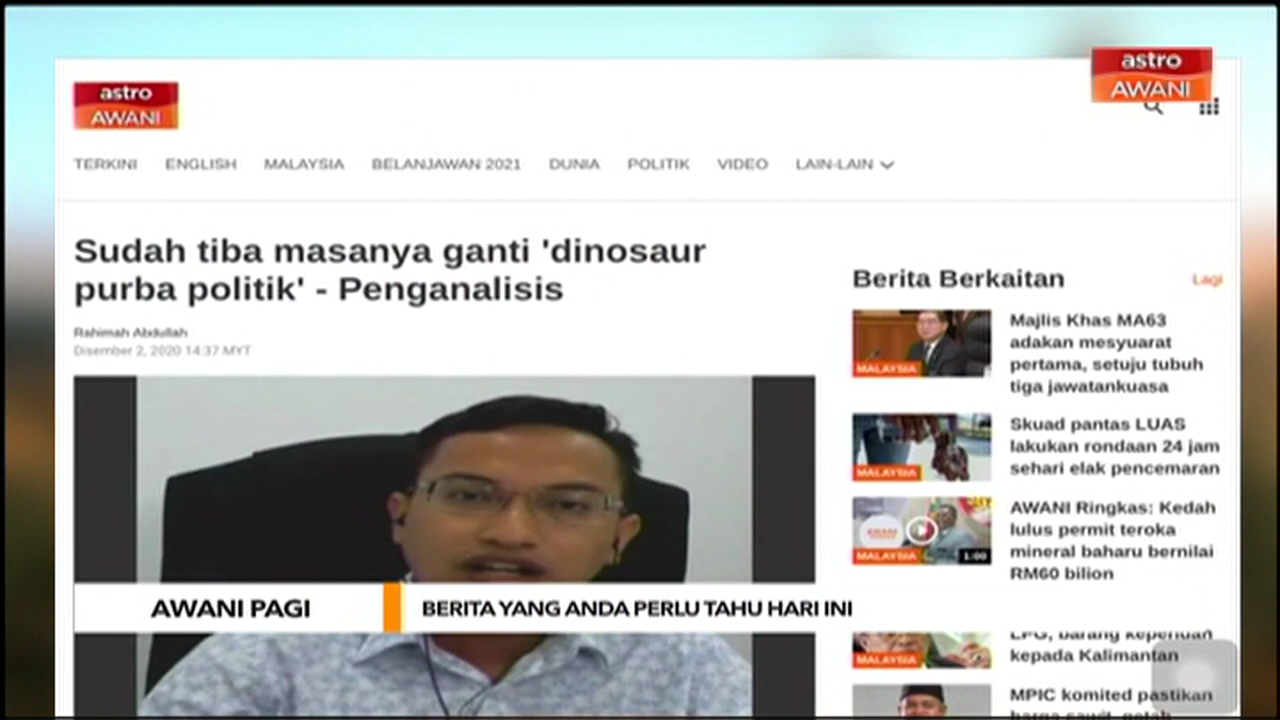 astro
AWANI
astro
AWANI
TERKINI ENGLISH MALAYSIA BELANJAWAN 2021 DUNIA POLITIK VIDEO LAIN-LAIN
Sudah tiba masanya ganti 'dinosaur
purba politik' - Penganalisis
Rahimah Abdullah
Disember 2, 2020 14:37 MYT
Berita Berkaitan
Lagi
MALAYSIA
Majlis Khas MA63
adakan mesyuarat
pertama, setuju tubuh
tiga jawatankuasa
MALAYSIA
Skuad pantas LUAS
lakukan rondaan 24 jam
sehari elak pencemaran
MALAYSIA
1:00
AWANI Ringkas: Kedah
lulus permit teroka
mineral baharu bernilai
RM60 bilion
MALAYSIA
LPG, barang keperluan
kepada Kalimantan
MPIC komited pastikan
AWANI PAGI
BERITA YANG ANDA PERLU TAHU HARI INI